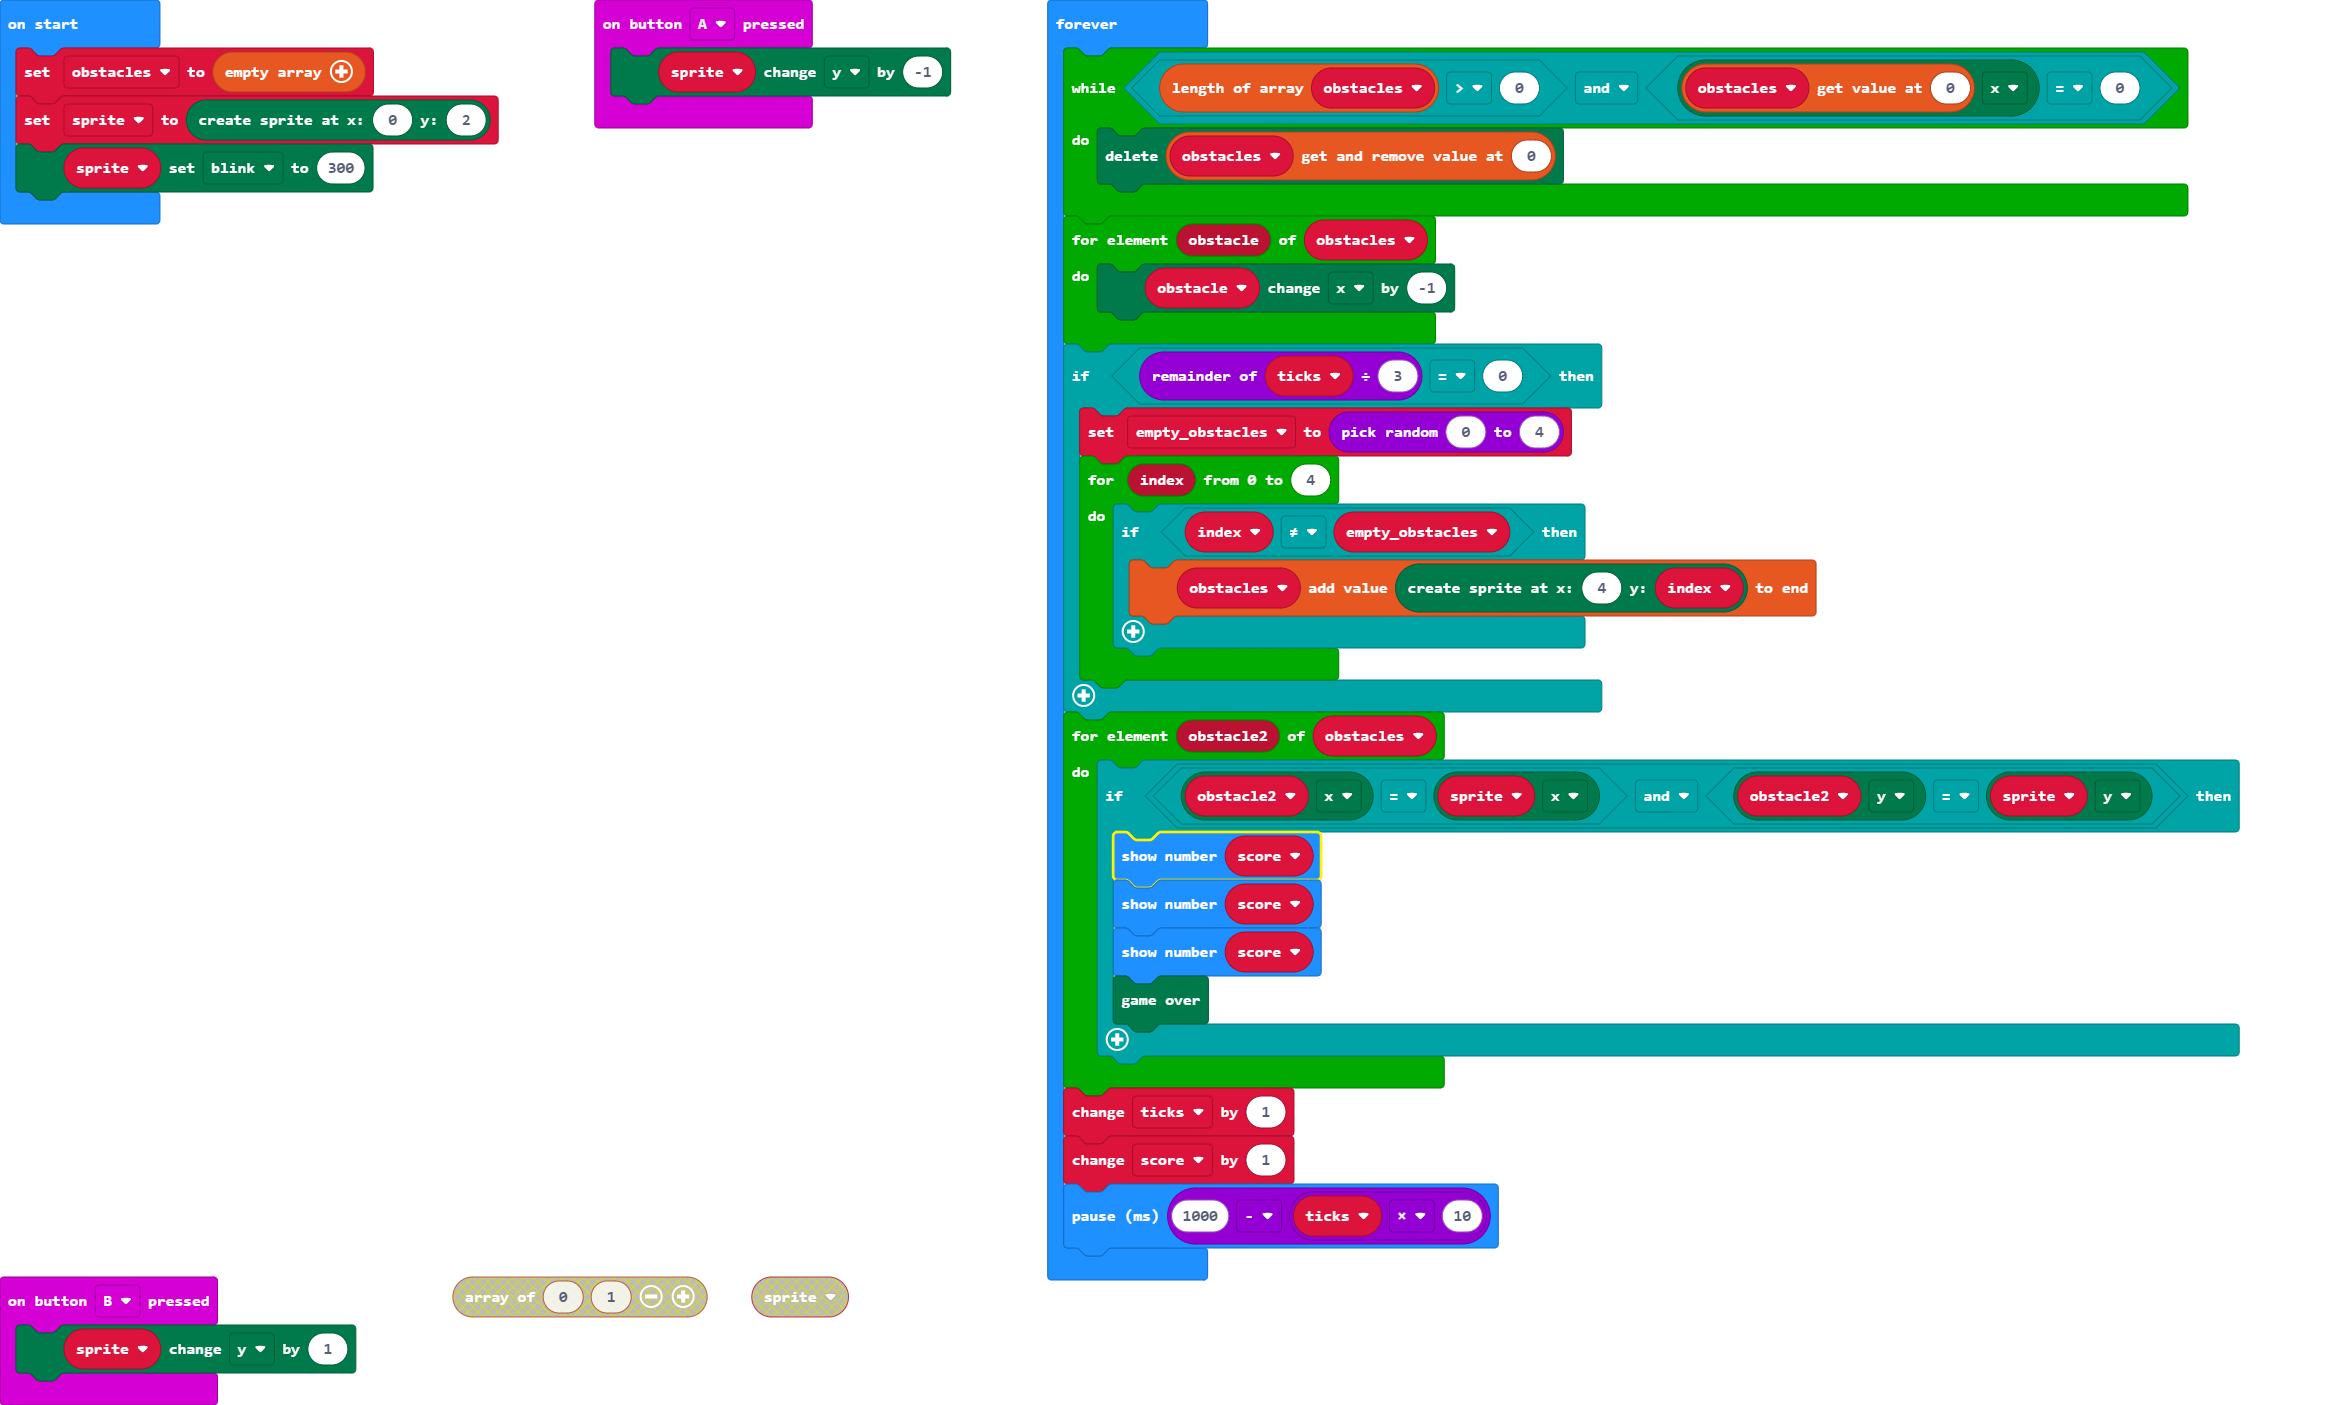 on start
set obstacles to empty array
set sprite to create sprite at x: 0 y: 2
sprite set blink to 300
on button A pressed
sprite change y by -1
forever
while length of array obstacles > 0 and obstacles get value at 0 x = 0
do delete obstacles get and remove value at 0
for element obstacle of obstacles
do obstacle change x by -1
if remainder of ticks ÷ 3 = 0 then
set empty_obstacles to pick random 0 to 4
for index from 0 to 4
do if index ≠ empty_obstacles then
obstacles add value create sprite at x: 4 y: index to end
for element obstacle2 of obstacles
do if obstacle2 x = sprite x and obstacle2 y = sprite y then
show number score
show number score
show number score
game over
change ticks by 1
change score by 1
pause (ms) 1000 - ticks × 10
on button B pressed
sprite change y by 1
array of 0 1
sprite